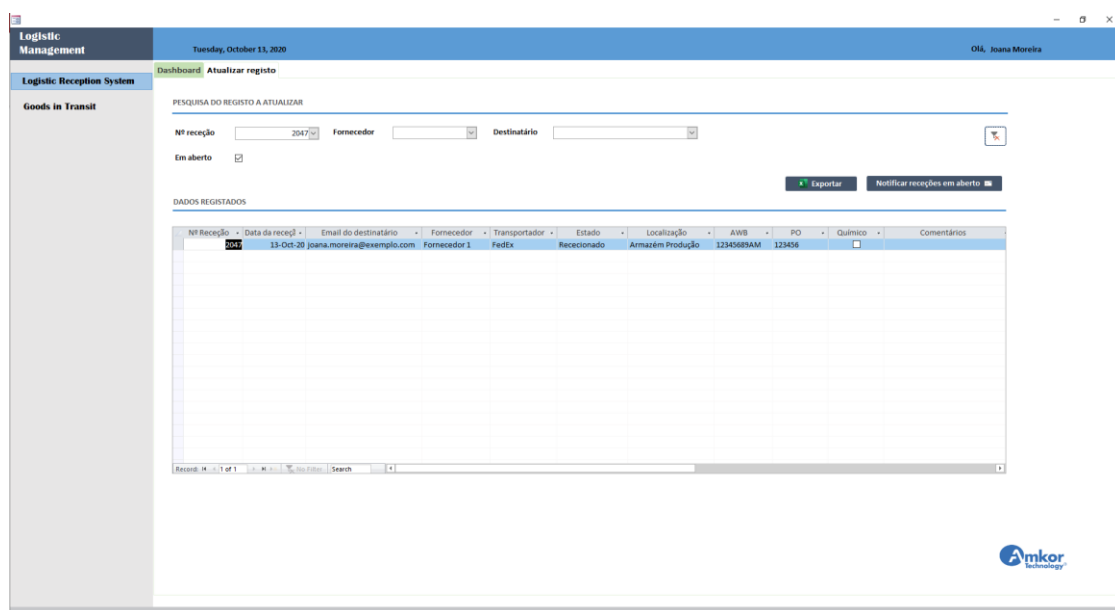 Logistic
Management
Tuesday, October 13, 2020
Olá, Joana Moreira
Logistic Reception System
Goods in Transit
Dashboard Atualizar registo
PESQUISA DO REGISTO A ATUALIZAR
Nº receção 2047 Fornecedor Destinatário
Em aberto
Exportar Notificar receções em aberto
DADOS REGISTADOS
Nº Receção Data da receçã Email do destinatário Fornecedor Transportador Estado Localização AWB PO Químico Comentários
2047 13-Oct-20 joana.moreira@exemplo.com Fornecedor 1 FedEx Rececionado Armazém Produção 12345689AM 123456
Record: 1 of 1 No Filter Search
Amkor
Technology®